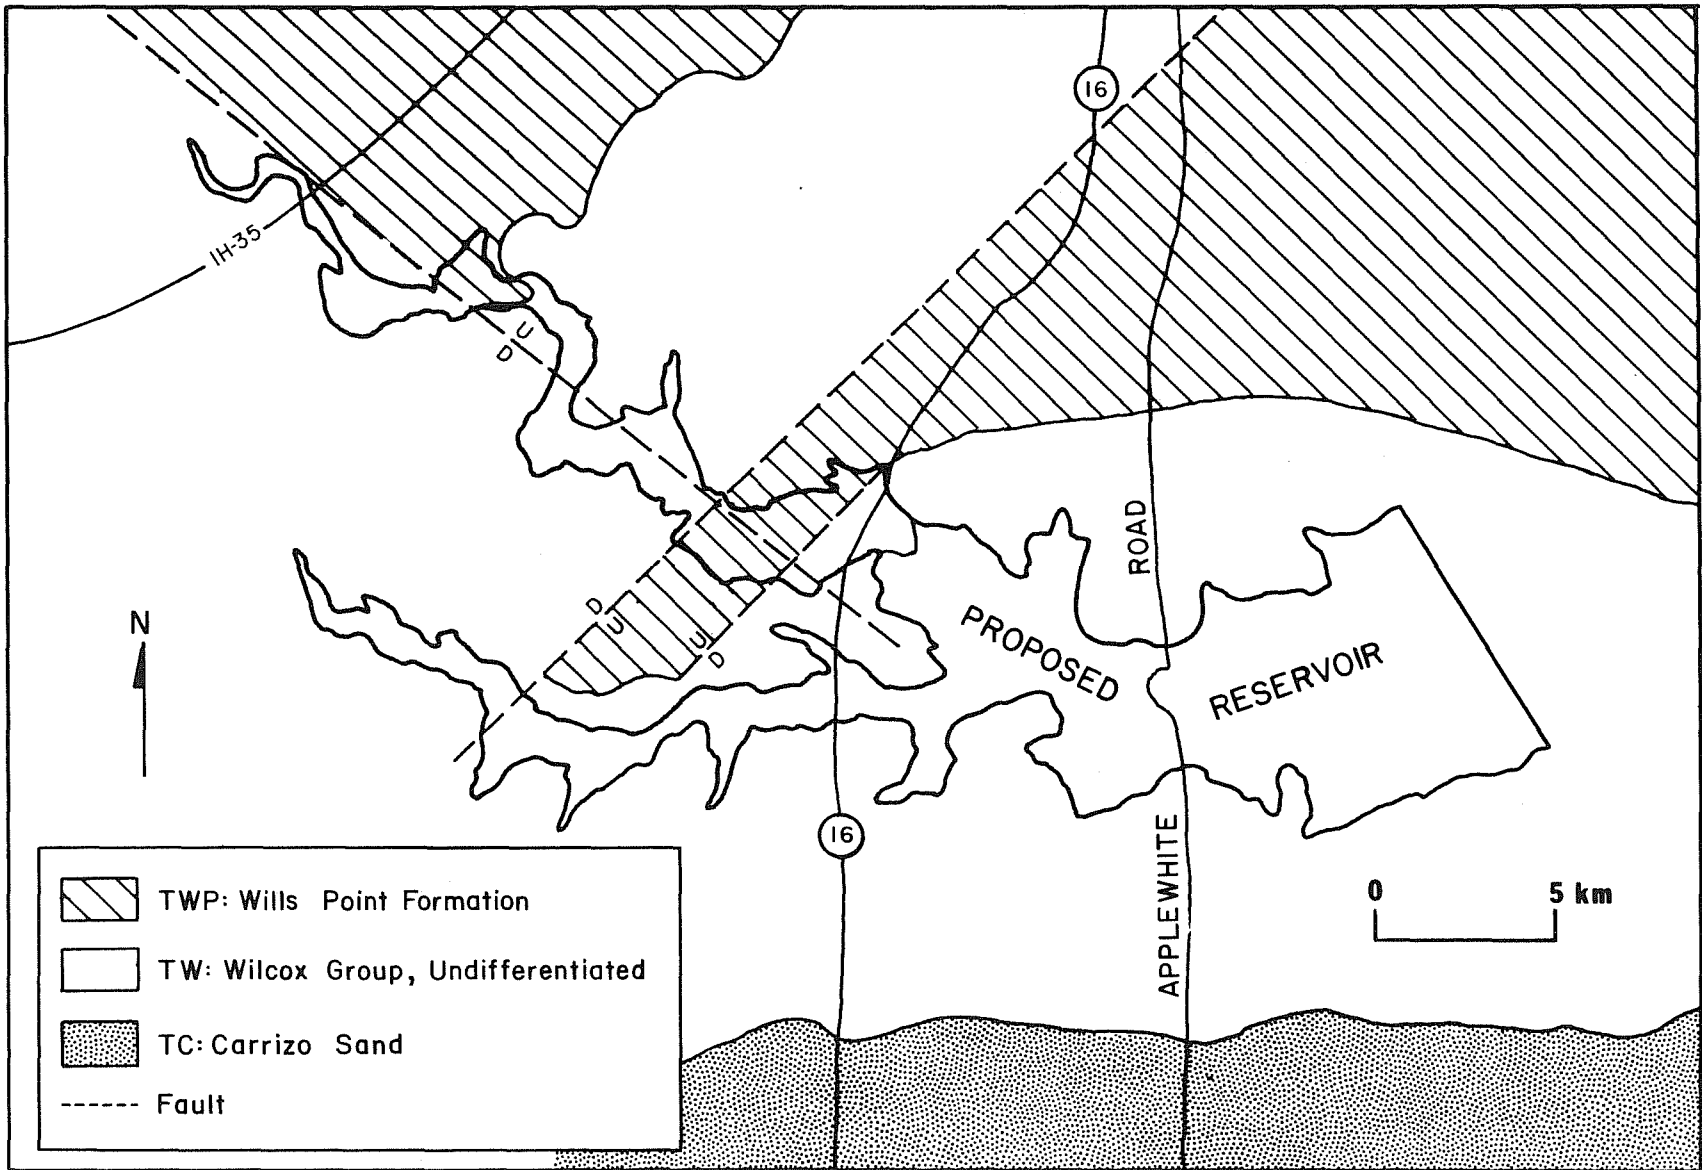 16
IH-35
U
D
ROAD
PROPOSED
RESERVOIR
D
U
U
D
N
16
APPLEWHITE
0 5 km
TWP: Wills Point Formation
TW: Wilcox Group, Undifferentiated
TC: Carrizo Sand
Fault